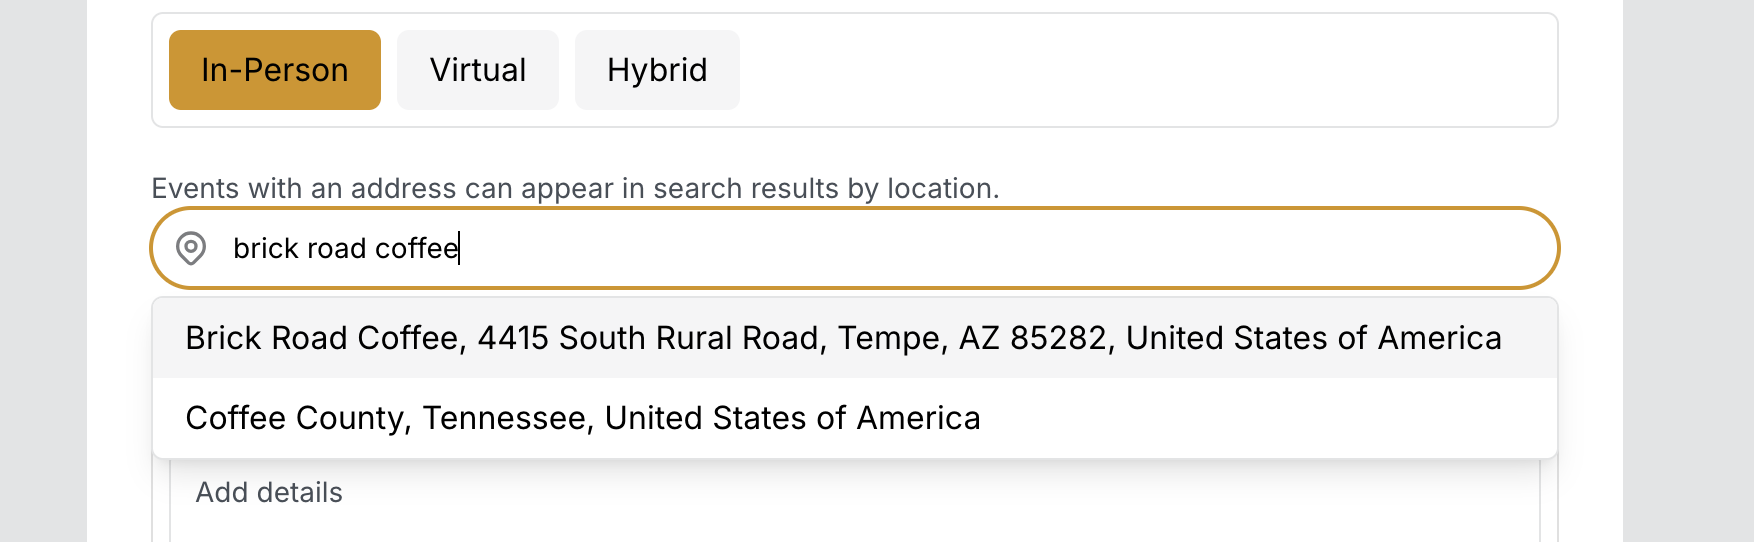 In-Person Virtual Hybrid
Events with an address can appear in search results by location.
brick road coffee
Brick Road Coffee, 4415 South Rural Road, Tempe, AZ 85282, United States of America
Coffee County, Tennessee, United States of America
Add details